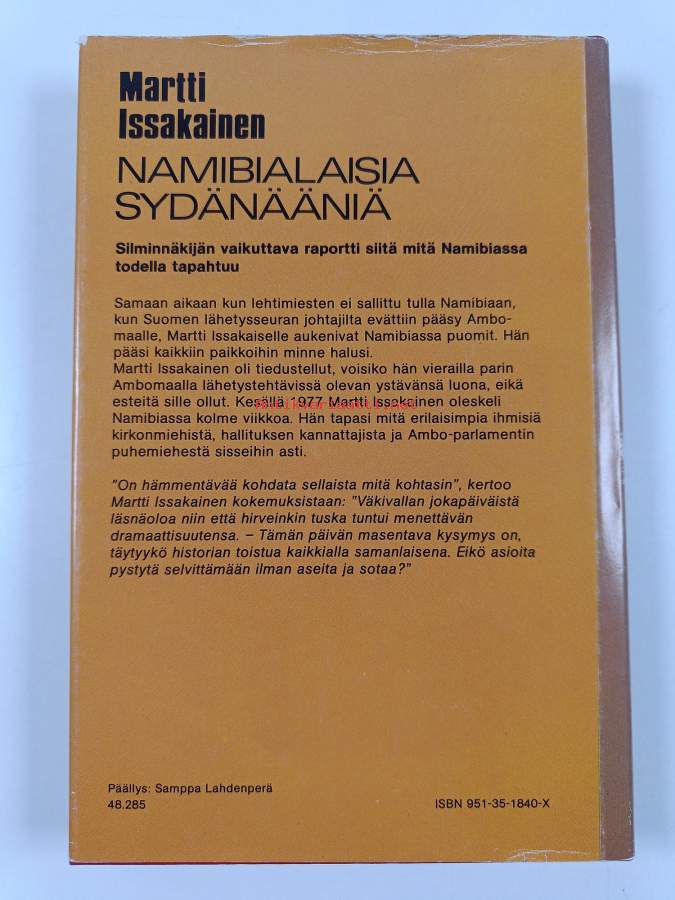 Martti
Issakainen
NAMIBIALAISIA
SYDÄNÄÄNIÄ
Silminnäkijän vaikuttava raportti siitä mitä Namibiassa
todella tapahtuu
Samaan aikaan kun lehtimiesten ei sallittu tulla Namibiaan,
kun Suomen lähetysseuran johtajilta evättiin pääsy Ambo-
maalle, Martti Issakaiselle aukenivat Namibiassa puomit. Hän
pääsi kaikkiin paikkoihin minne halusi.
Martti Issakainen oli tiedustellut, voisiko hän vierailla parin
Ambomaalla lähetystehtävissä olevan ystävänsä luona, eikä
esteitä sille ollut. Kesällä 1977 Martti Issakainen oleskeli
Namibiassa kolme viikkoa. Hän tapasi mitä erilaisimpia ihmisiä
kirkonmiehistä, hallituksen kannattajista ja Ambo-parlamentin
puhemiehestä sisseihin asti.
"On hämmentävää kohdata sellaista mitä kohtasin", kertoo
Martti Issakainen kokemuksistaan: "Väkivallan jokapäiväistä
läsnäoloa niin että hirveinkin tuska tuntui menettävän
dramaattisuutensa. – Tämän päivän masentava kysymys on,
täytyykö historian toistua kaikkialla samanlaisena. Eikö asioita
pystytä selvittämään ilman aseita ja sotaa?"
Päällys: Samppa Lahdenperä
48.285
ISBN 951-35-1840-X